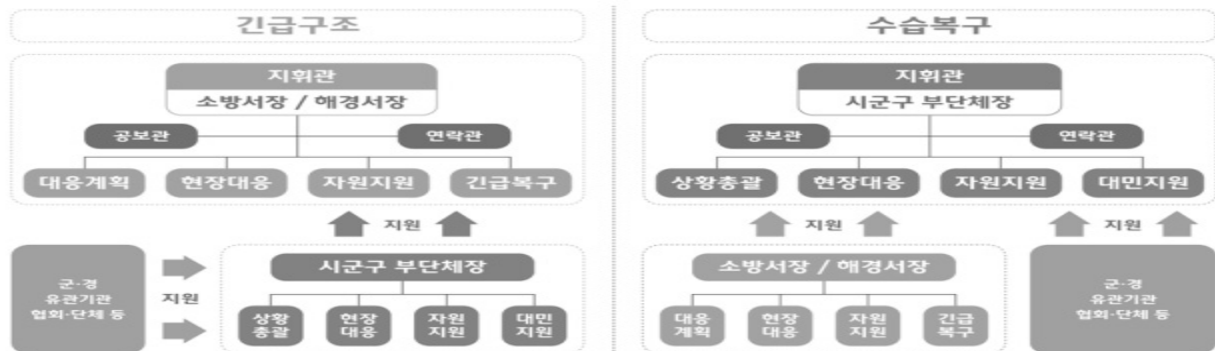 긴급구조
지휘관
소방서장 / 해경서장
공보관
연락관
대응계획
현장대응
자원지원
긴급복구
지원
군·경
유관기관
협회·단체 등
지원
시군구 부단체장
상황
총괄
현장
대응
자원
지원
대민
지원
수습복구
지휘관
시군구 부단체장
공보관
연락관
상황총괄
현장대응
자원지원
대민지원
지원
지원
소방서장 / 해경서장
대응
계획
현장
대응
자원
지원
긴급
복구
군·경
유관기관
협회·단체 등